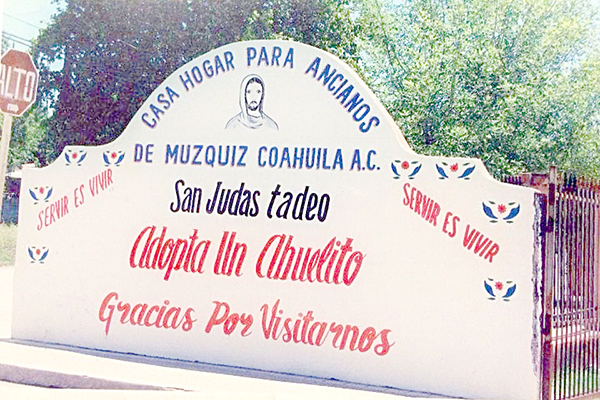 ALTO
CASA HOGAR PARA ANCIANOS
DE MUZQUIZ COAHUILA A.C.
SERVIR ES VIVIR
San Judas tadeo
SERVIR ES VIVIR
Adopta Un Abuelito
Gracias Por Visitarnos